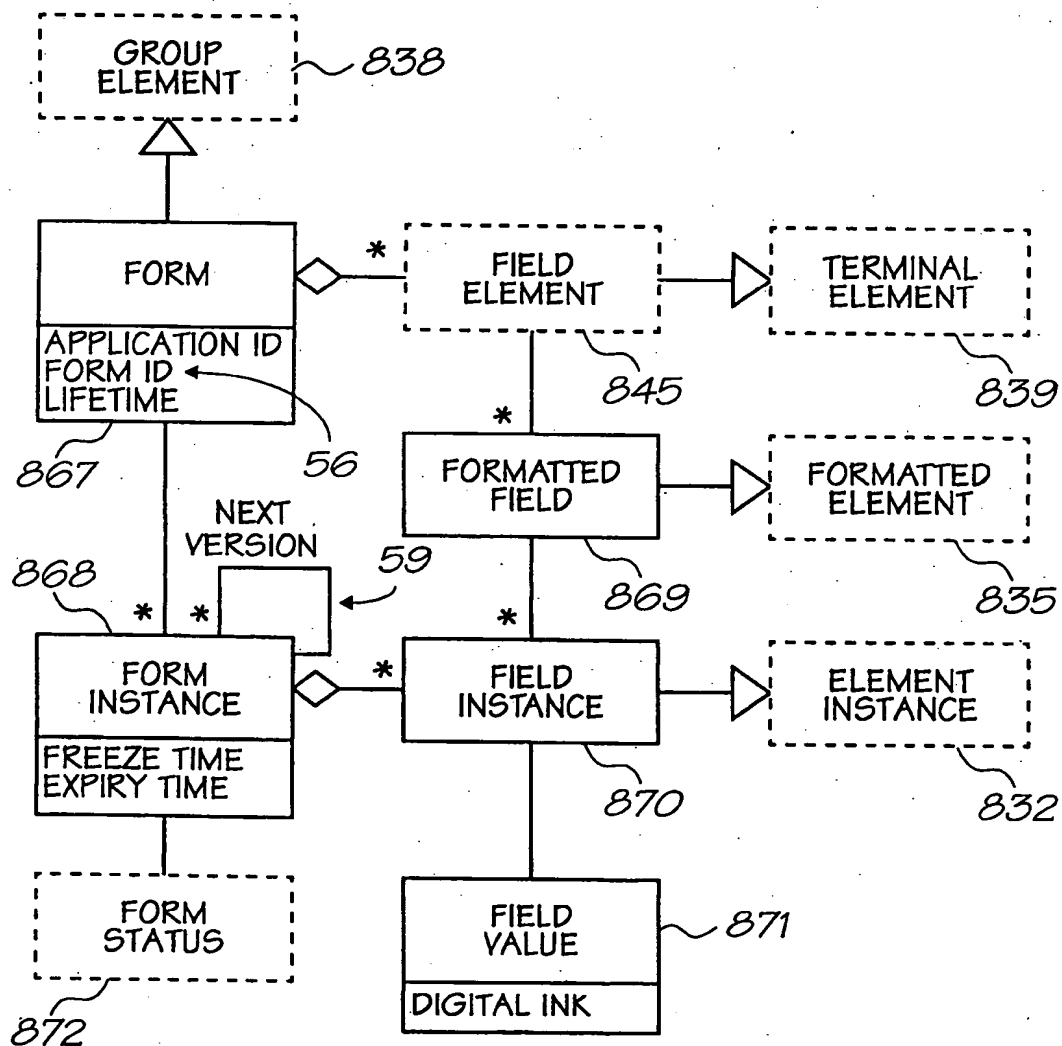 GROUP
ELEMENT
838
FORM
APPLICATION ID
FORM ID
LIFETIME
867
56
*
FIELD
ELEMENT
845
TERMINAL
ELEMENT
839
*
FORMATTED
FIELD
869
FORMATTED
ELEMENT
835
NEXT
VERSION
59
868
*
*
FORM
INSTANCE
FREEZE TIME
EXPIRY TIME
*
*
FIELD
INSTANCE
870
ELEMENT
INSTANCE
832
FORM
STATUS
872
FIELD
VALUE
DIGITAL INK
871